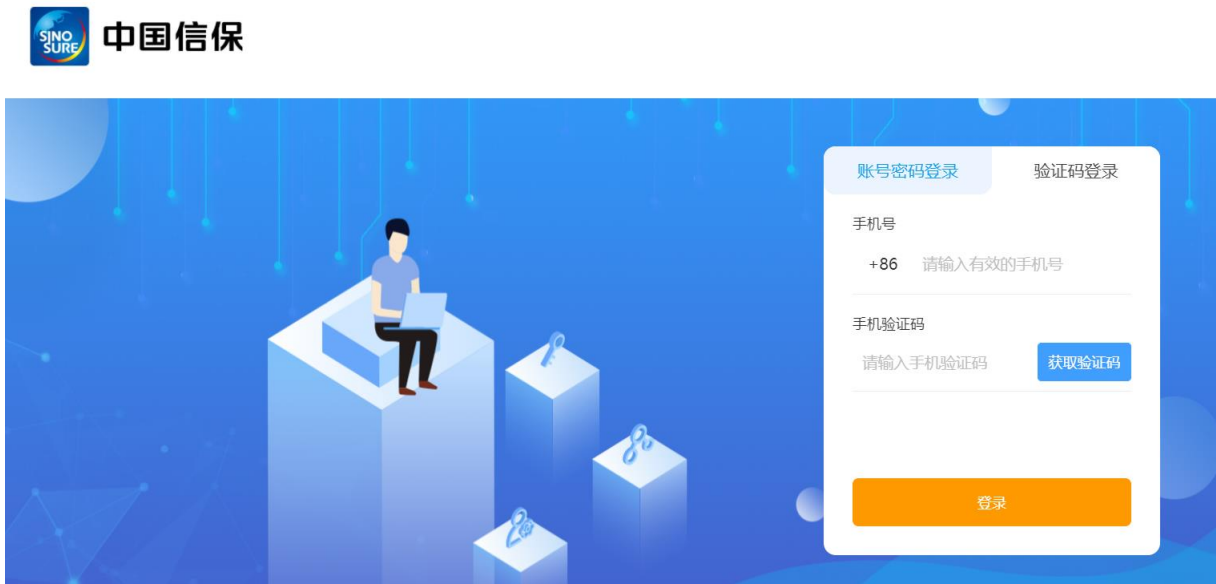 SINO
SURE
中国信保
账号密码登录 验证码登录
手机号
+86 请输入有效的手机号
手机验证码
请输入手机验证码 获取验证码
登录